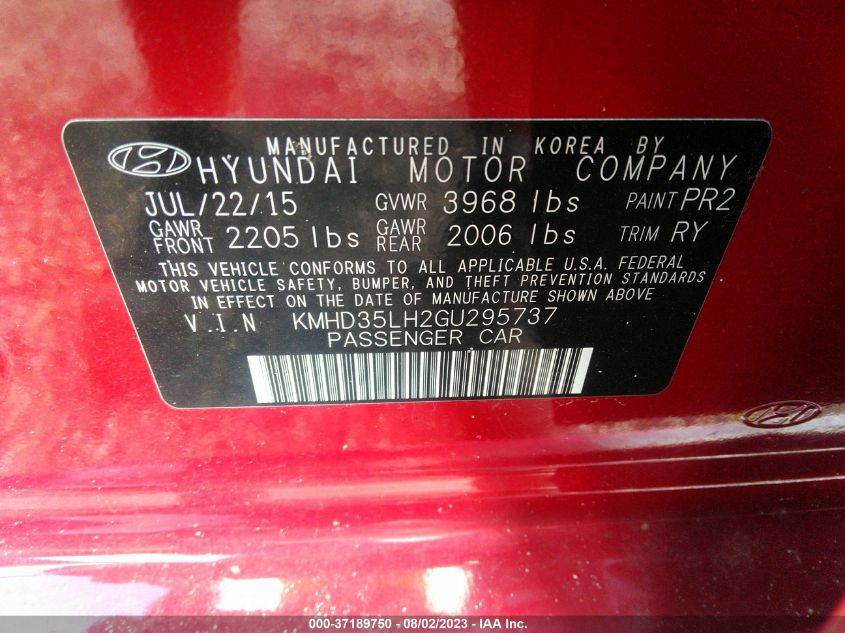 MANUFACTURED IN KOREA BY
HYUNDAI MOTOR COMPANY
JUL/22/15 GVWR 3968 lbs PAINT PR2
GAWR FRONT 2205 lbs GAWR REAR 2006 lbs TRIM RY
THIS VEHICLE CONFORMS TO ALL APPLICABLE U.S.A. FEDERAL
MOTOR VEHICLE SAFETY, BUMPER, AND THEFT PREVENTION STANDARDS
IN EFFECT ON THE DATE OF MANUFACTURE SHOWN ABOVE
V.I.N KMHD35LH2GU295737
PASSENGER CAR
000-37189750 - 08/02/2023 - IAA Inc.